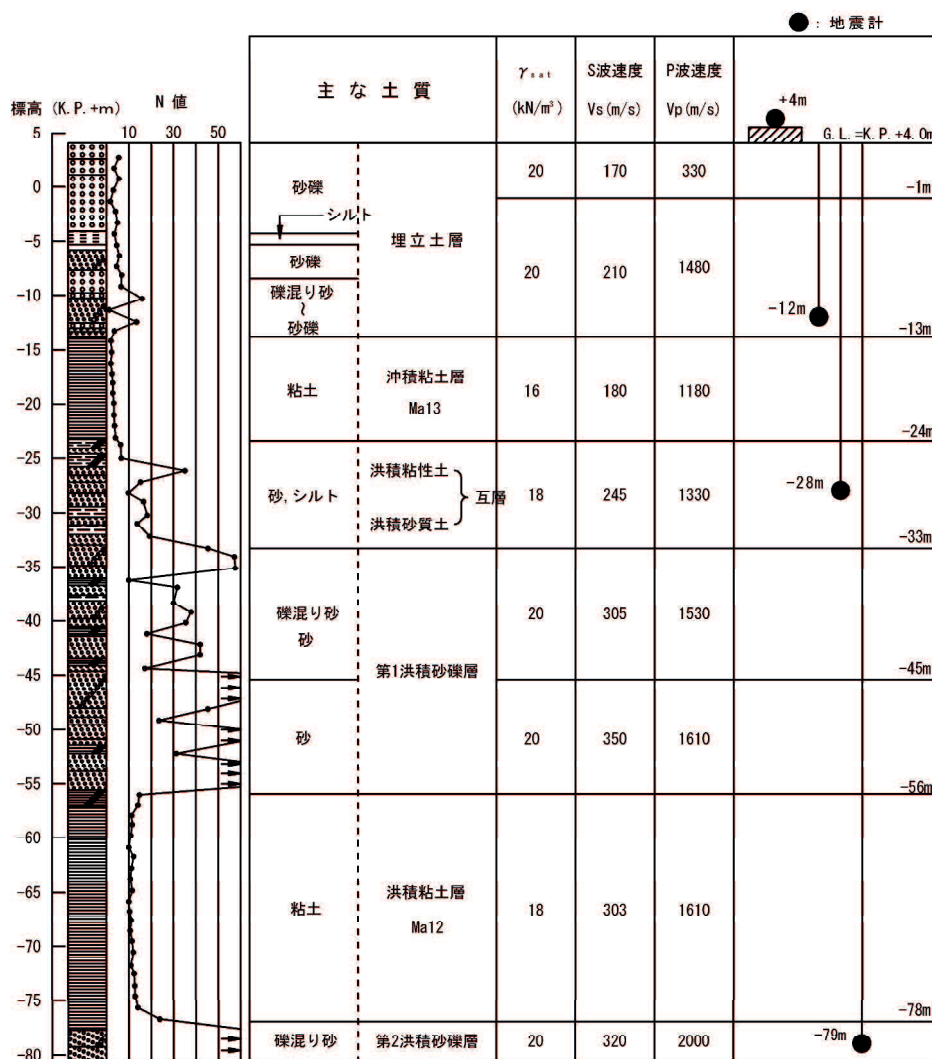 ●：地震計
主な土質 γsat (kN/m³) S波速度 Vs(m/s) P波速度 Vp(m/s)
標高 (K.P.+m) N 値
10 30 50
+4m
G.L.=K.P.+4.0m
5
0
-5
-10
-15
-20
-25
-30
-35
-40
-45
-50
-55
-60
-65
-70
-75
-80
砂礫
シルト
砂礫
礫混り砂
～
砂礫
埋立土層
20 170 330
-1m
20 210 1480
-12m
-13m
粘土 沖積粘土層 16 180 1180
Ma13
-24m
砂,シルト 洪積粘性土 互層 18 245 1330
洪積砂質土
-28m
-33m
礫混り砂
砂
20 305 1530
第1洪積砂礫層
-45m
砂 20 350 1610
-56m
粘土 洪積粘土層 18 303 1610
Ma12
-78m
礫混り砂 第2洪積砂礫層 20 320 2000
-79m